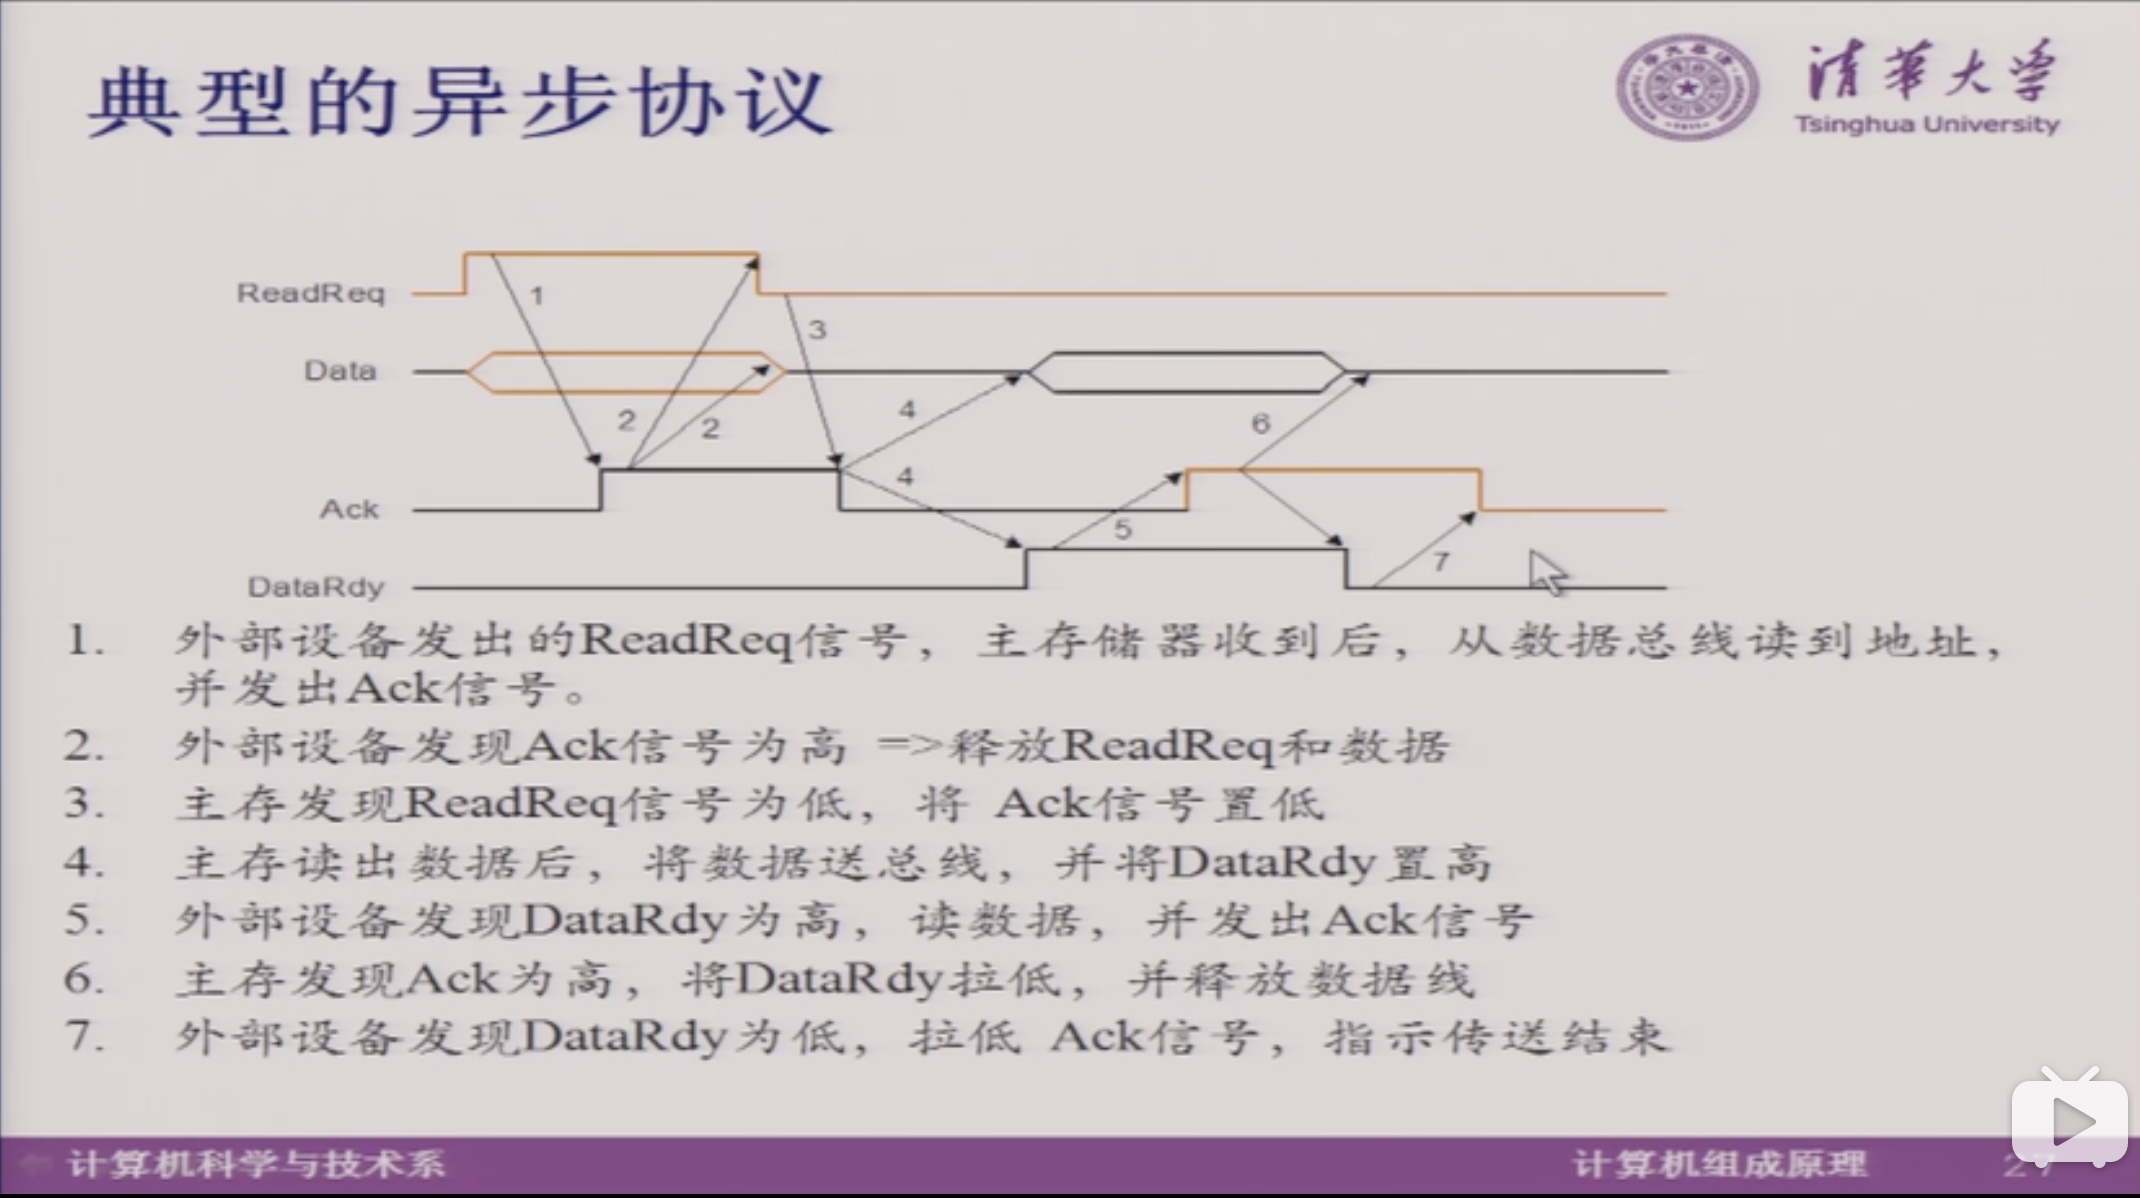 典型的异步协议
清华大学
Tsinghua University
ReadReq
1
3
Data
2
2
4
6
4
Ack
5
7
DataRdy
1. 外部设备发出的ReadReq信号，主存储器收到后，从数据总线读到地址，
并发出Ack信号。
2. 外部设备发现Ack信号为高 =>释放ReadReq和数据
3. 主存发现ReadReq信号为低，将 Ack信号置低
4. 主存读出数据后，将数据送总线，并将DataRdy置高
5. 外部设备发现DataRdy为高，读数据，并发出Ack信号
6. 主存发现Ack为高，将DataRdy拉低，并释放数据线
7. 外部设备发现DataRdy为低，拉低 Ack信号，指示传送结束
计算机科学与技术系
计算机组成原理
27